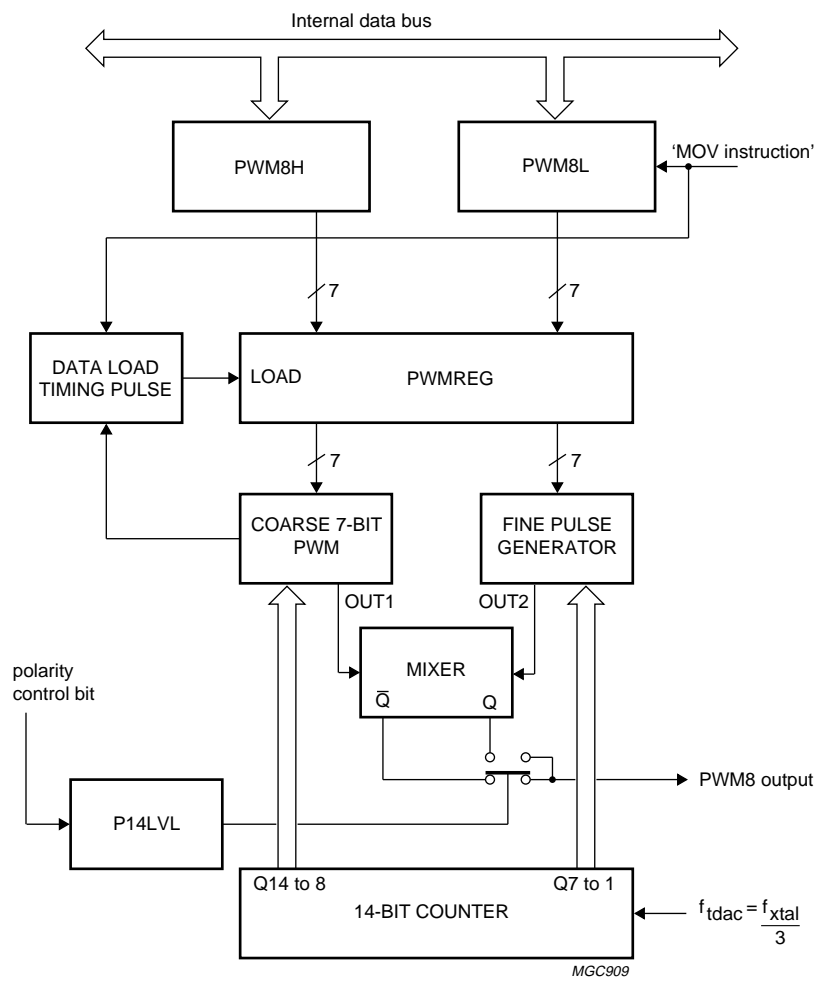 Internal data bus
PWM8H
PWM8L
‘MOV instruction’
7
7
DATA LOAD
TIMING PULSE
LOAD
PWMREG
7
7
COARSE 7-BIT
PWM
FINE PULSE
GENERATOR
OUT1
OUT2
MIXER
Q̅
Q
polarity
control bit
PWM8 output
P14LVL
Q14 to 8
Q7 to 1
14-BIT COUNTER
f tdac = f xtal
3
MGC909